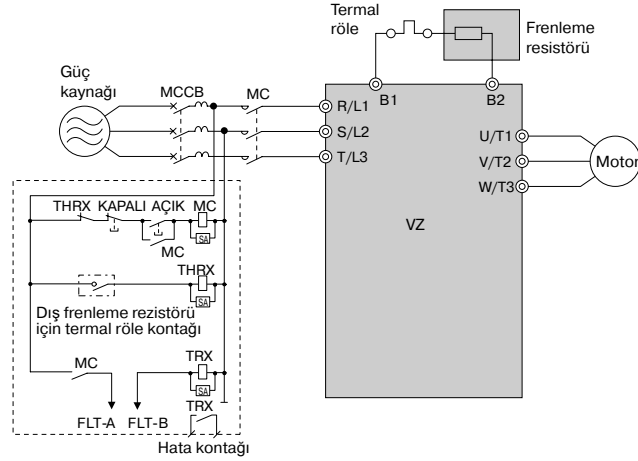 Termal
röle
Frenleme
resistörü
Güç
kaynağı
MCCB
MC
B1
B2
R/L1
S/L2
T/L3
U/T1
V/T2
W/T3
Motor
VZ
THRX KAPALI AÇIK MC
SA
MC
THRX
SA
Dış frenleme rezistörü
için termal röle kontağı
MC
TRX
SA
TRX
FLT-A FLT-B
Hata kontağı